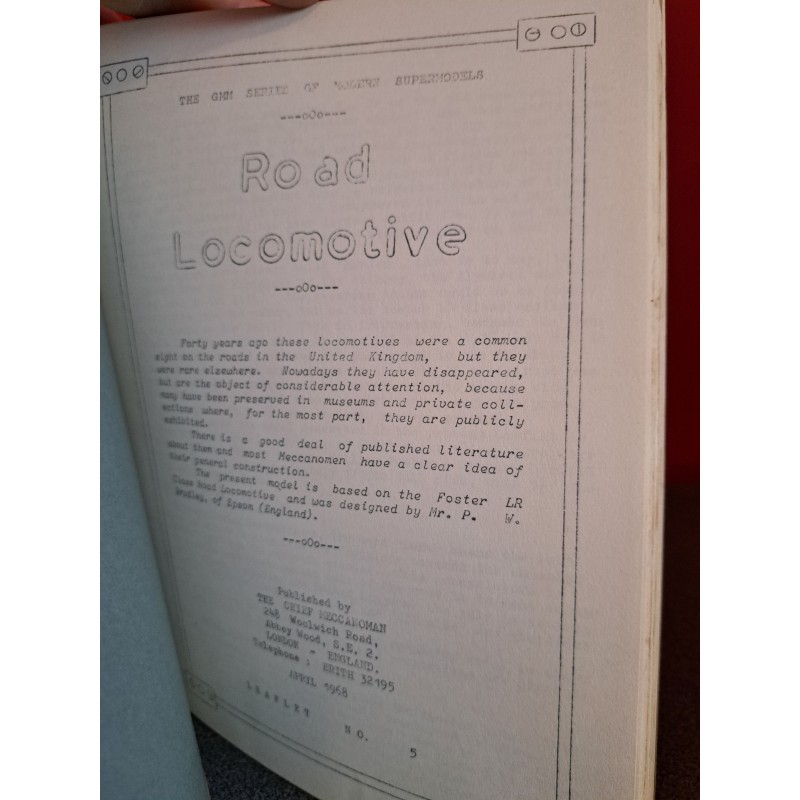 THE GMM SERIES OF MODERN SUPERMODELS
---oOo---
Road
Locomotive
---oOo---
Forty years ago these locomotives were a common
sight on the roads in the United Kingdom, but they
were rare elsewhere. Nowadays they have disappeared,
but are the object of considerable attention, because
many have been preserved in museums and private coll-
ections where, for the most part, they are publicly
exhibited.
There is a good deal of published literature
about them and most Meccanomen have a clear idea of
their general construction.
The present model is based on the Foster LR
Class Road Locomotive and was designed by Mr. P. W.
Bradley, of Epsom (England).
---oOo---
Published by
THE CHIEF MECCANOMAN
248 Woolwich Road,
Abbey Wood, S.E. 2.
LONDON - ENGLAND.
Telephone : ERITH 32195
APRIL 1968
LEAFLET NO. 5